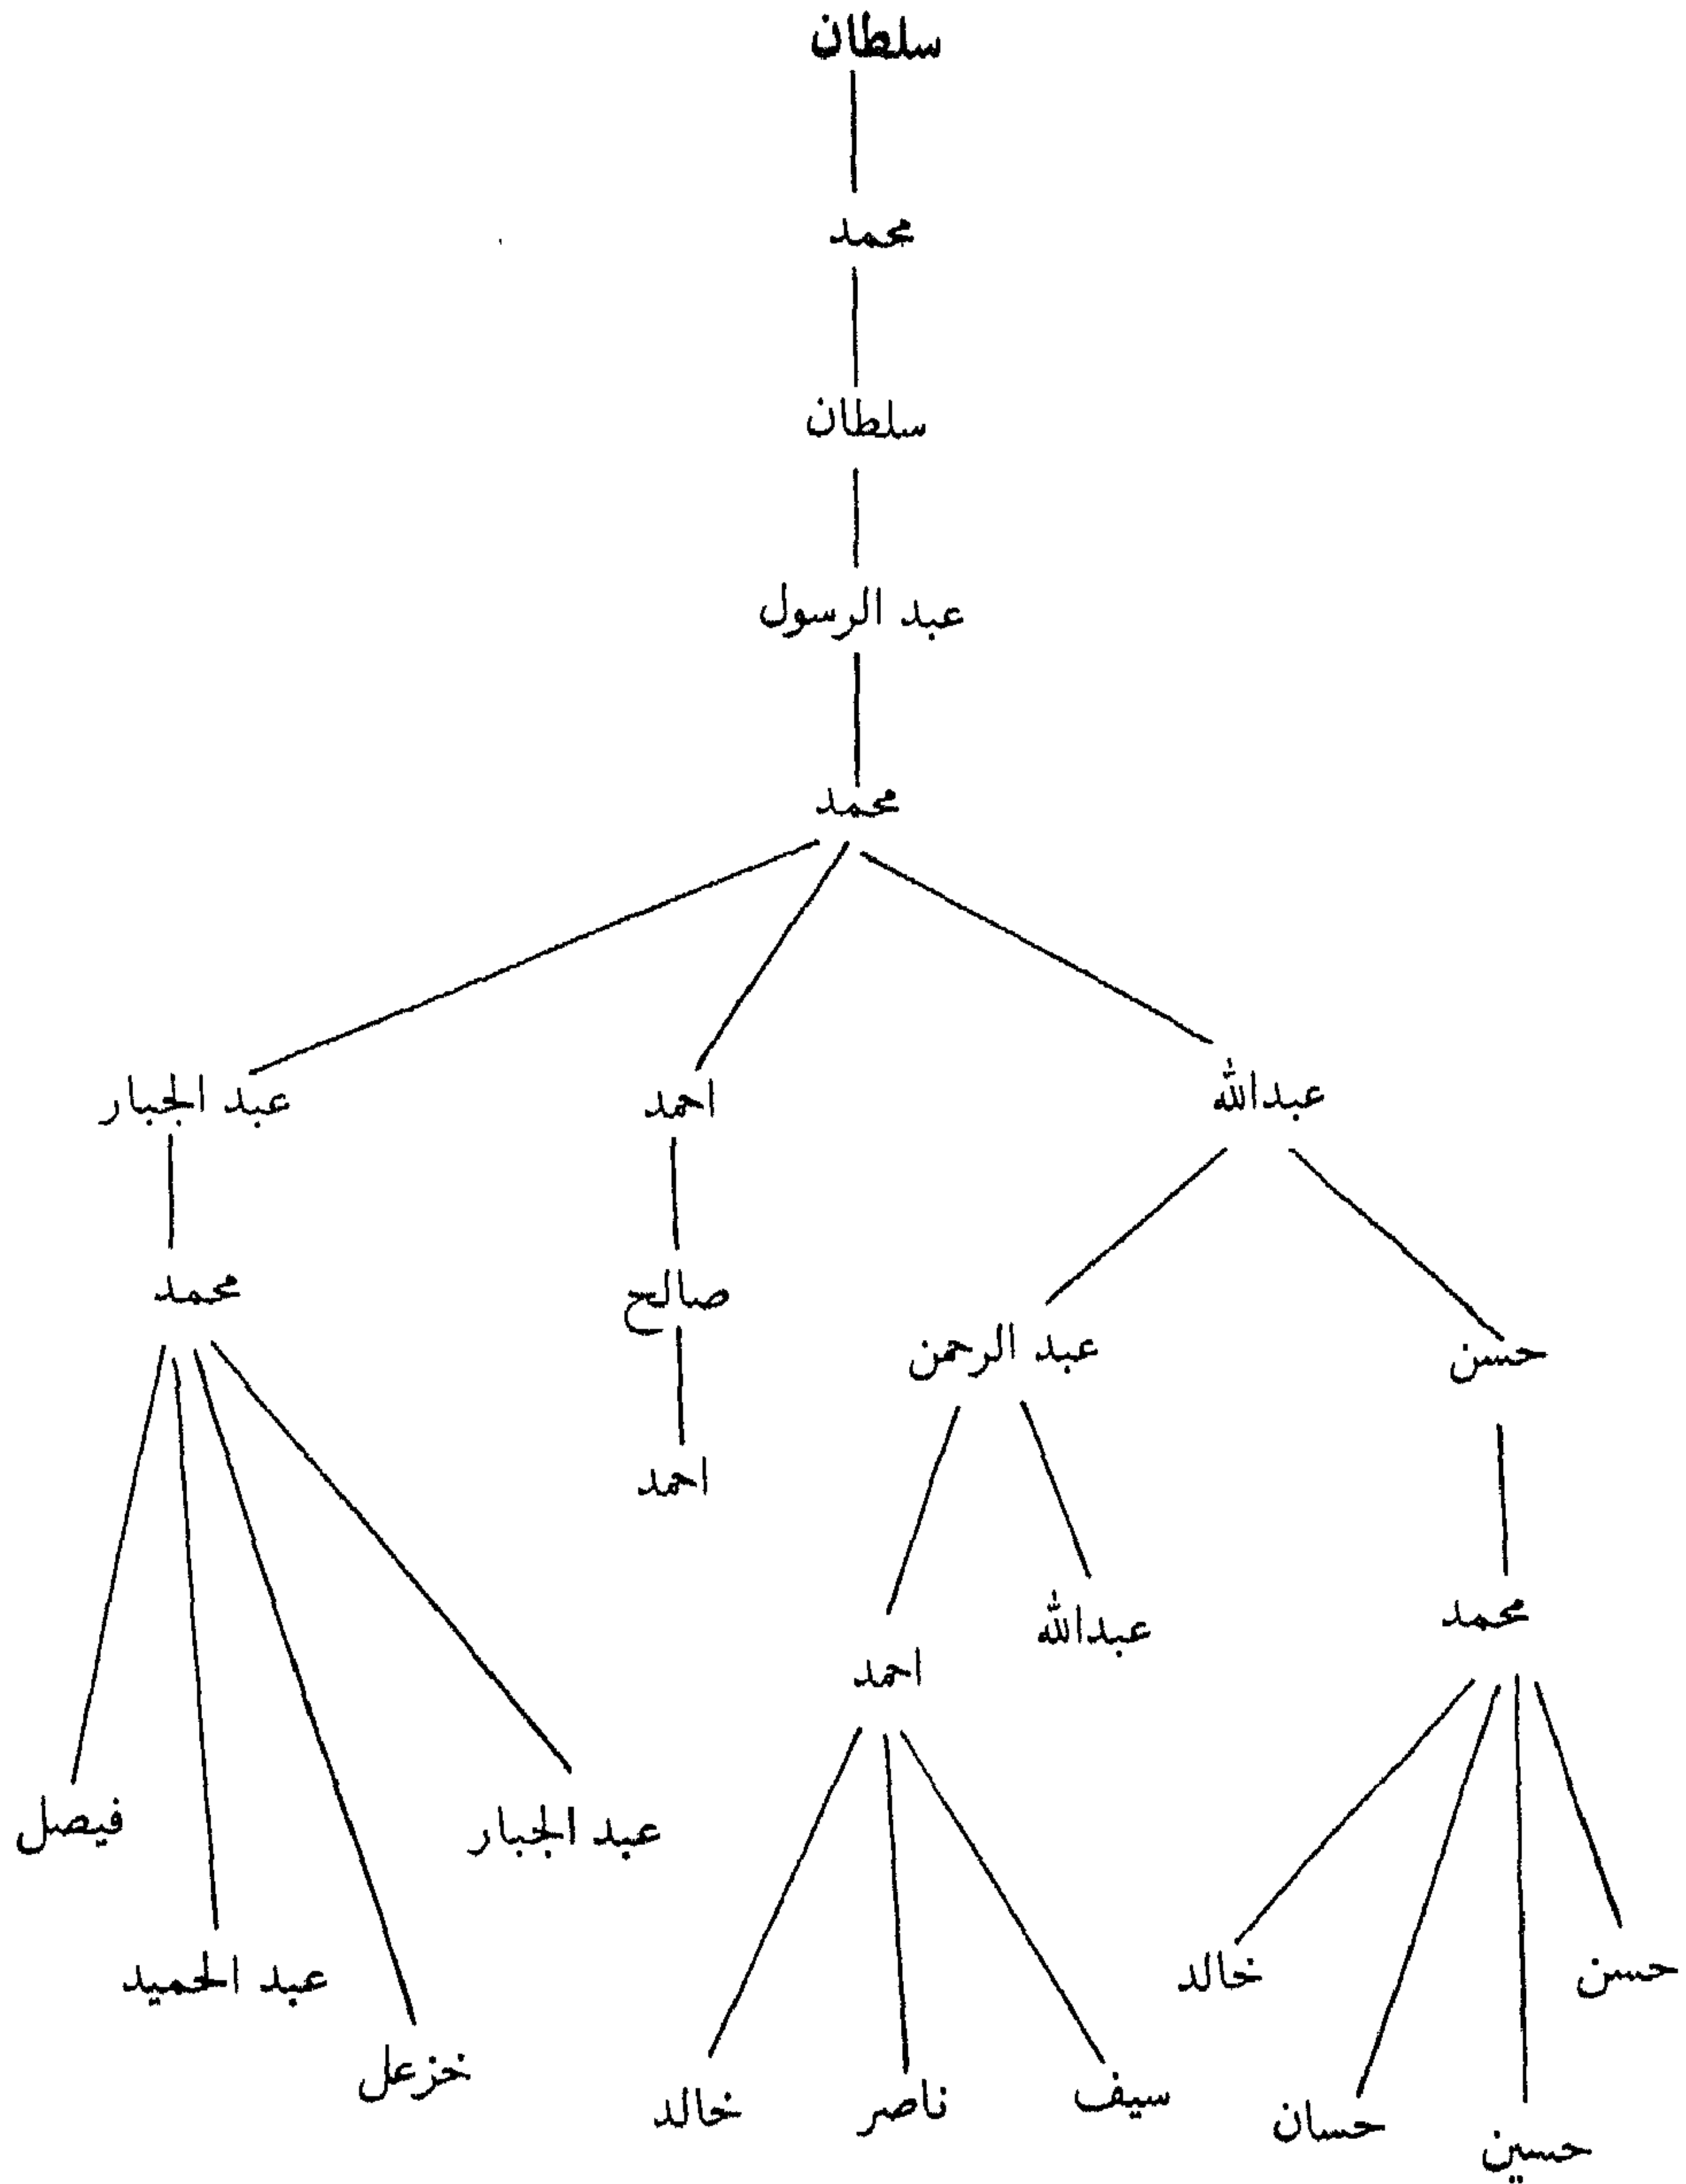 سلطان
محمد
سلطان
عبد الرسول
محمد
عبدالله
احمد
عبد الجبار
حسن
عبد الرحمن
صالح
محمد
محمد
عبدالله
احمد
احمد
حسن
خالد
حسين
حسان
سيف
ناصر
خالد
عبد الجبار
خزعل
عبد الحميد
فيصل